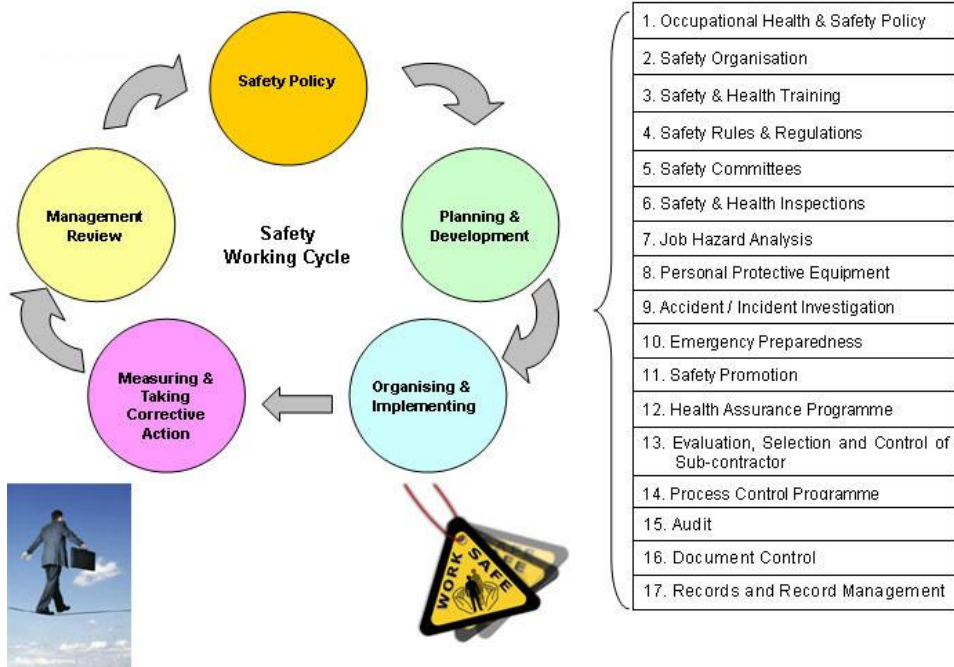 Safety Policy
Planning &
Development
Organising &
Implementing
Measuring &
Taking
Corrective
Action
Management
Review
Safety
Working Cycle
WORK SAFE
1. Occupational Health & Safety Policy
2. Safety Organisation
3. Safety & Health Training
4. Safety Rules & Regulations
5. Safety Committees
6. Safety & Health Inspections
7. Job Hazard Analysis
8. Personal Protective Equipment
9. Accident / Incident Investigation
10. Emergency Preparedness
11. Safety Promotion
12. Health Assurance Programme
13. Evaluation, Selection and Control of
Sub-contractor
14. Process Control Programme
15. Audit
16. Document Control
17. Records and Record Management